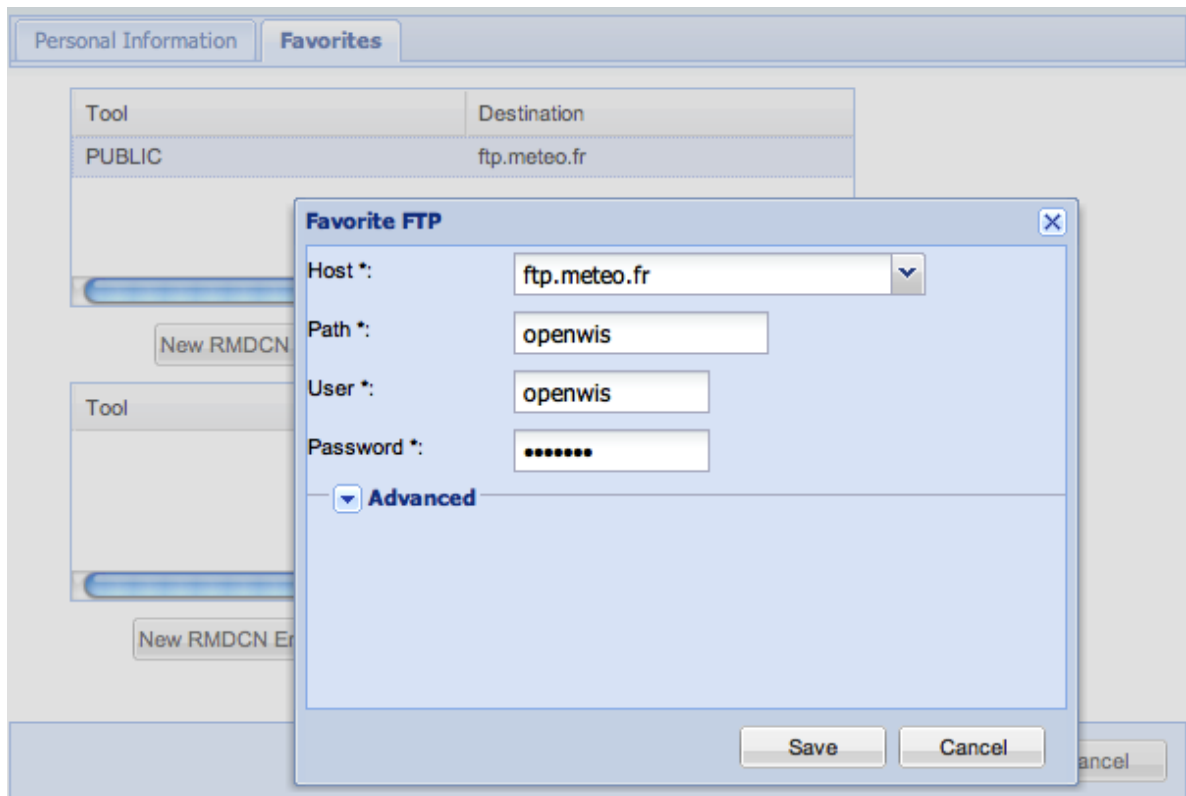 Personal Information Favorites
Tool Destination
PUBLIC ftp.meteo.fr
Favorite FTP
Host *: ftp.meteo.fr
Path *: openwis
New RMDCN
User *: openwis
Tool
Password *: •••••••
Advanced
New RMDCN
Save Cancel